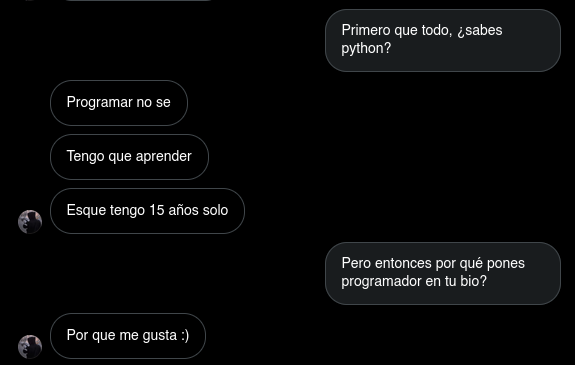 Primero que todo, ¿sabes
python?
Programar no se
Tengo que aprender
Esque tengo 15 años solo
Pero entonces por qué pones
programador en tu bio?
Por que me gusta :)